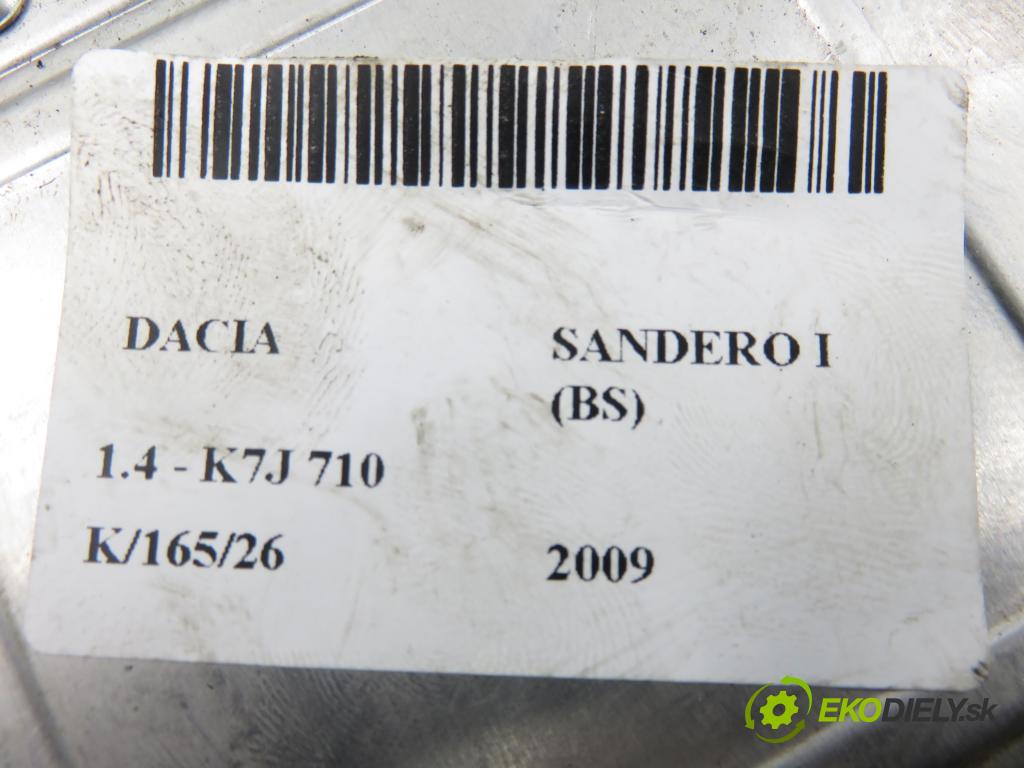 DACIA SANDERO I
(BS)
1.4 - K7J 710
K/165/26 2009
EKODIELY.sk